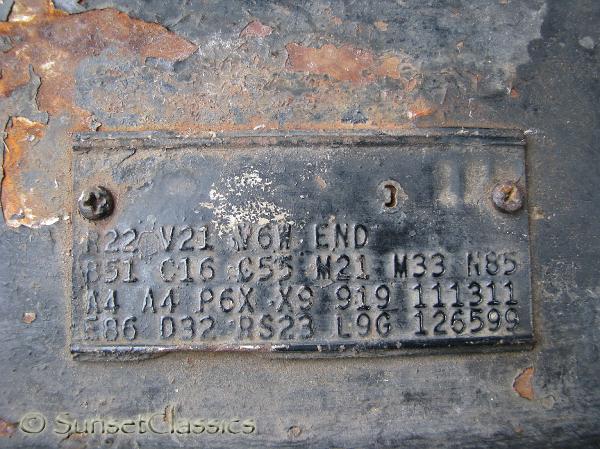 R22 V21 V6W END
B51 C16 C55 M21 M33 N85
A4 A4 P6X X9 919 111311
E86 D32 RS23 L9G 126599
© SunsetClassics